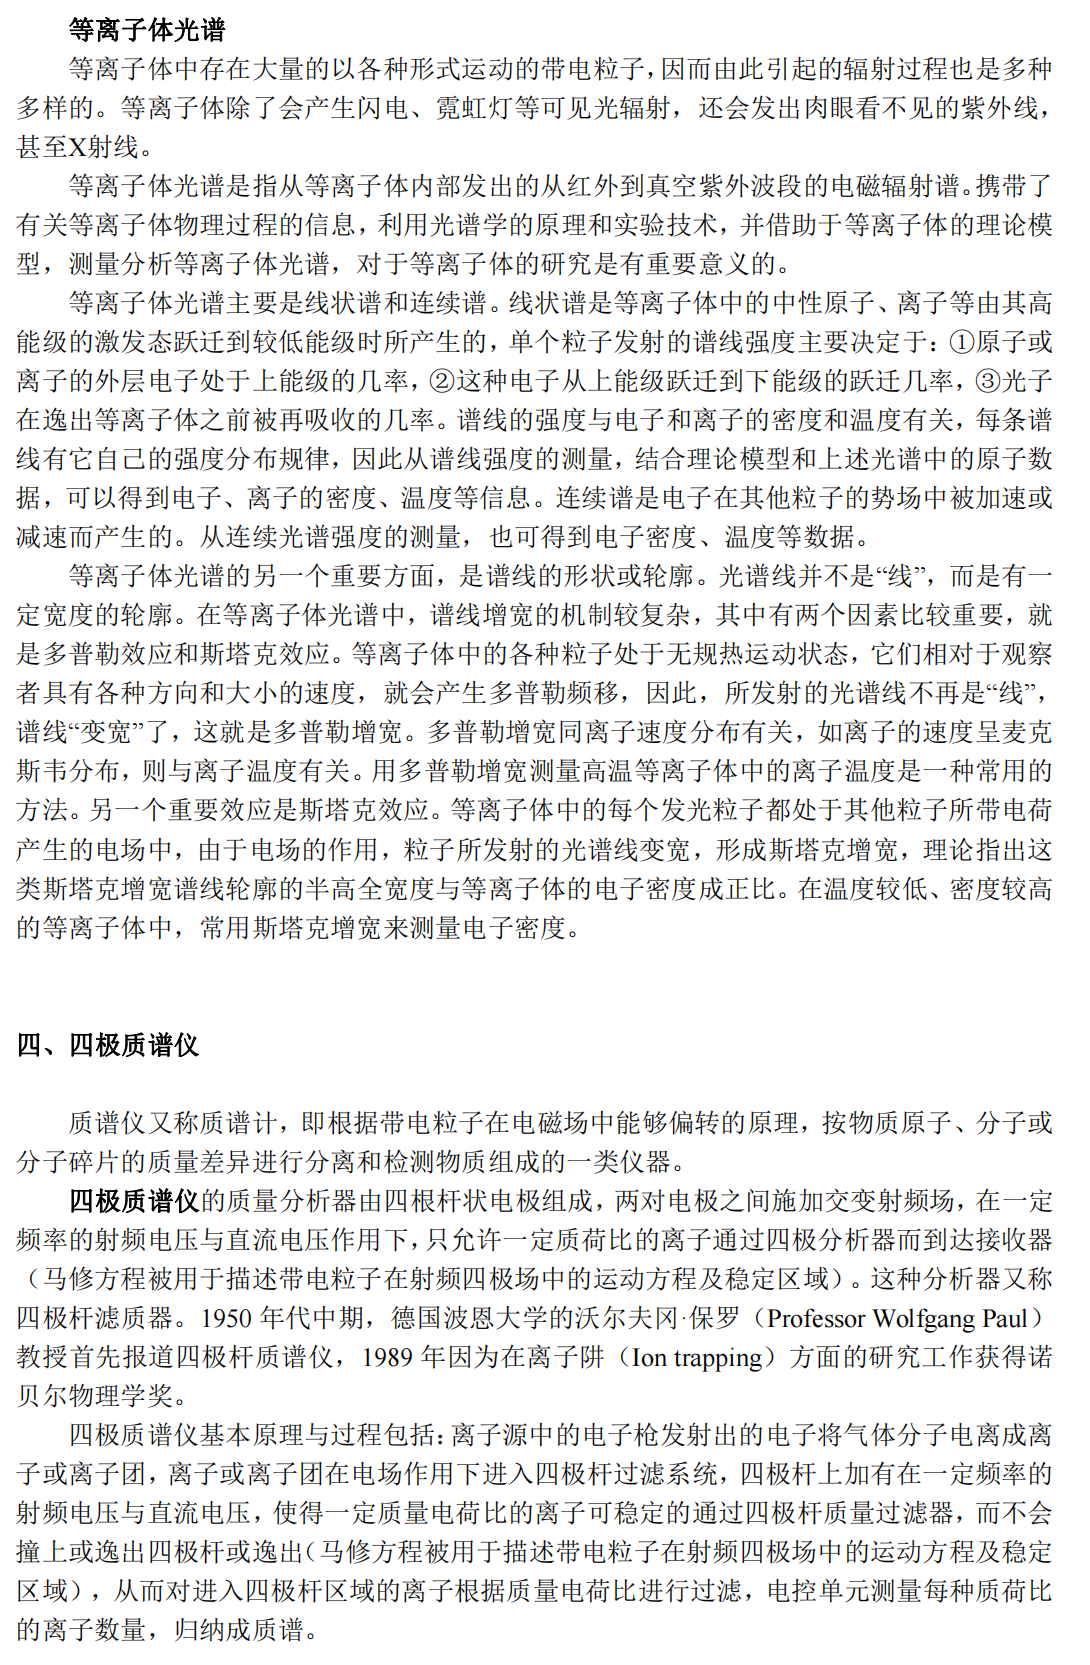 等离子体光谱
等离子体中存在大量的以各种形式运动的带电粒子，因而由此引起的辐射过程也是多种
多样的。等离子体除了会产生闪电、霓虹灯等可见光辐射，还会发出肉眼看不见的紫外线，
甚至X射线。
等离子体光谱是指从等离子体内部发出的从红外到真空紫外波段的电磁辐射谱。携带了
有关等离子体物理过程的信息，利用光谱学的原理和实验技术，并借助于等离子体的理论模
型，测量分析等离子体光谱，对于等离子体的研究是有重要意义的。
等离子体光谱主要是线状谱和连续谱。线状谱是等离子体中的中性原子、离子等由其高
能级的激发态跃迁到较低能级时所产生的，单个粒子发射的谱线强度主要决定于：①原子或
离子的外层电子处于上能级的几率，②这种电子从上能级跃迁到下能级的跃迁几率，③光子
在逸出等离子体之前被再吸收的几率。谱线的强度与电子和离子的密度和温度有关，每条谱
线有它自己的强度分布规律，因此从谱线强度的测量，结合理论模型和上述光谱中的原子数
据，可以得到电子、离子的密度、温度等信息。连续谱是电子在其他粒子的势场中被加速或
减速而产生的。从连续光谱强度的测量，也可得到电子密度、温度等数据。
等离子体光谱的另一个重要方面，是谱线的形状或轮廓。光谱线并不是“线”，而是有一
定宽度的轮廓。在等离子体光谱中，谱线增宽的机制较复杂，其中有两个因素比较重要，就
是多普勒效应和斯塔克效应。等离子体中的各种粒子处于无规热运动状态，它们相对于观察
者具有各种方向和大小的速度，就会产生多普勒频移，因此，所发射的光谱线不再是“线”，
谱线“变宽”了，这就是多普勒增宽。多普勒增宽同离子速度分布有关，如离子的速度呈麦克
斯韦分布，则与离子温度有关。用多普勒增宽测量高温等离子体中的离子温度是一种常用的
方法。另一个重要效应是斯塔克效应。等离子体中的每个发光粒子都处于其他粒子所带电荷
产生的电场中，由于电场的作用，粒子所发射的光谱线变宽，形成斯塔克增宽，理论指出这
类斯塔克增宽谱线轮廓的半高全宽度与等离子体的电子密度成正比。在温度较低、密度较高
的等离子体中，常用斯塔克增宽来测量电子密度。
四、四极质谱仪
质谱仪又称质谱计，即根据带电粒子在电磁场中能够偏转的原理，按物质原子、分子或
分子碎片的质量差异进行分离和检测物质组成的一类仪器。
四极质谱仪的质量分析器由四根杆状电极组成，两对电极之间施加交变射频场，在一定
频率的射频电压与直流电压作用下，只允许一定质荷比的离子通过四极分析器而到达接收器
（马修方程被用于描述带电粒子在射频四极场中的运动方程及稳定区域）。这种分析器又称
四极杆滤质器。1950 年代中期，德国波恩大学的沃尔夫冈·保罗（Professor Wolfgang Paul）
教授首先报道四极杆质谱仪，1989 年因为在离子阱（Ion trapping）方面的研究工作获得诺
贝尔物理学奖。
四极质谱仪基本原理与过程包括：离子源中的电子枪发射出的电子将气体分子电离成离
子或离子团，离子或离子团在电场作用下进入四极杆过滤系统，四极杆上加有在一定频率的
射频电压与直流电压，使得一定质量电荷比的离子可稳定的通过四极杆质量过滤器，而不会
撞上或逸出四极杆或逸出（马修方程被用于描述带电粒子在射频四极场中的运动方程及稳定
区域），从而对进入四极杆区域的离子根据质量电荷比进行过滤，电控单元测量每种质荷比
的离子数量，归纳成质谱。